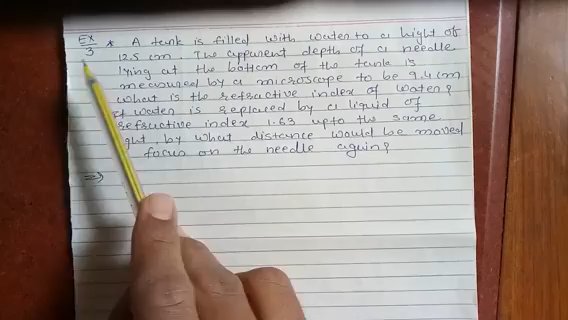 Ex
3 * A tank is filled with water to a hight of
12.5 cm. The apparent depth of a needle
lying at the bottom of the tank is
measured by a microscope to be 9.4 cm
what is the refractive index of water?
If water is replaced by a liquid of
refractive index 1.63 upto the same
ght, by what distance would be moved
focus on the needle again?
⇒